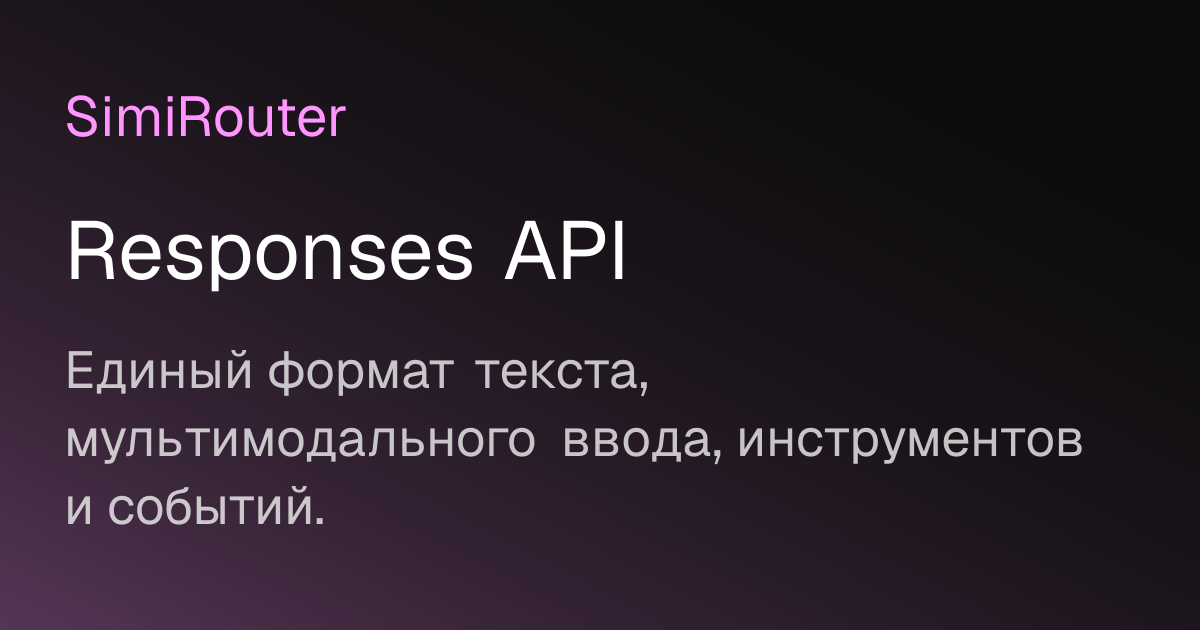 SimiRouter
Responses API
Единый формат текста,
мультимодального ввода, инструментов
и событий.